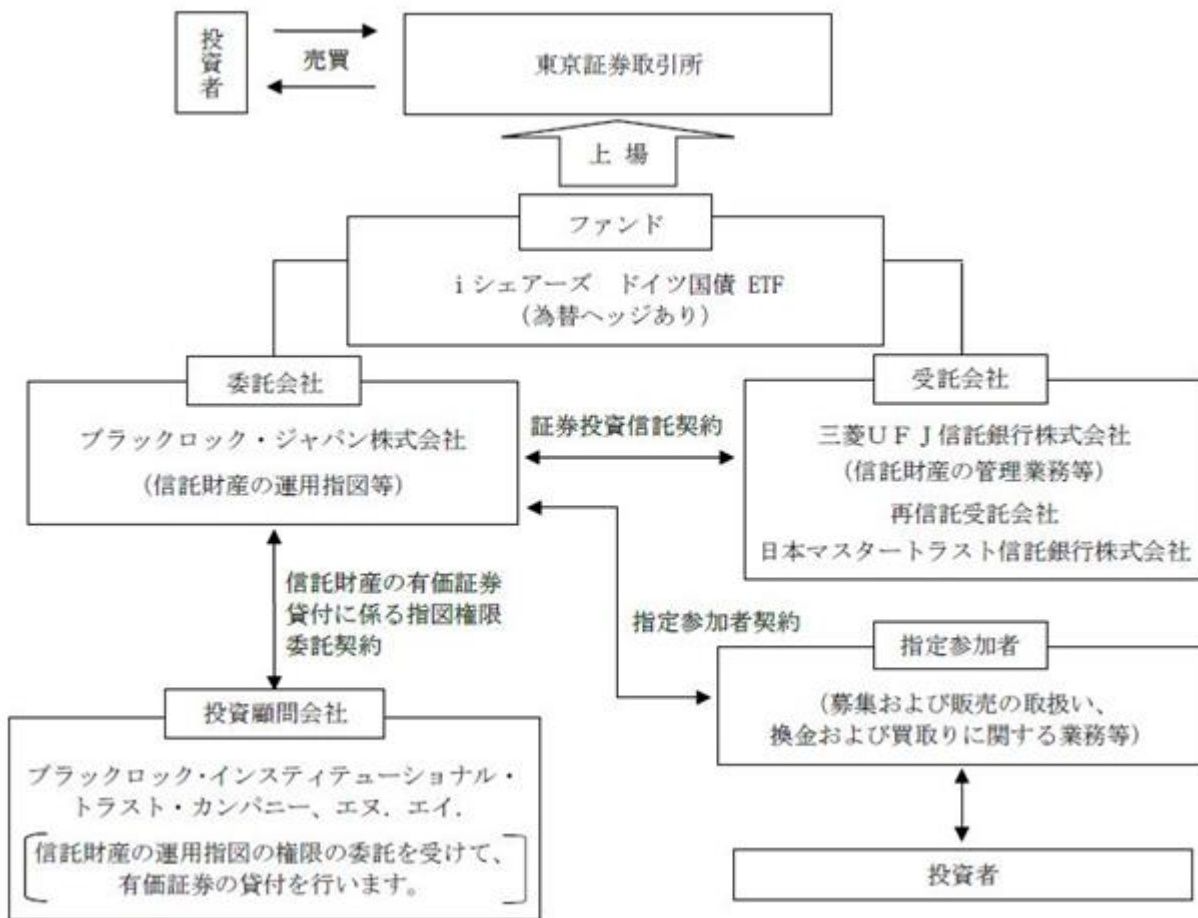 投資者
売買
東京証券取引所
上 場
ファンド
iシェアーズ　ドイツ国債 ETF
（為替ヘッジあり）
委託会社
ブラックロック・ジャパン株式会社
（信託財産の運用指図等）
証券投資信託契約
受託会社
三菱ＵＦＪ信託銀行株式会社
（信託財産の管理業務等）
再信託受託会社
日本マスタートラスト信託銀行株式会社
信託財産の有価証券
貸付に係る指図権限
委託契約
指定参加者契約
指定参加者
（募集および販売の取扱い、
換金および買取りに関する業務等）
投資顧問会社
ブラックロック・インスティテューショナル・
トラスト・カンパニー、エヌ．エイ．
信託財産の運用指図の権限の委託を受けて、
有価証券の貸付を行います。
投資者